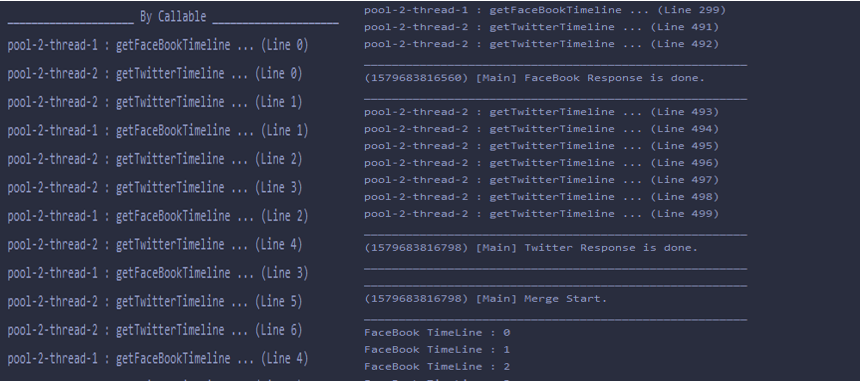 ____________________ By Callable ____________________
pool-2-thread-1 : getFaceBookTimeline ... (Line 0)
pool-2-thread-2 : getTwitterTimeline ... (Line 0)
pool-2-thread-2 : getTwitterTimeline ... (Line 1)
pool-2-thread-1 : getFaceBookTimeline ... (Line 1)
pool-2-thread-2 : getTwitterTimeline ... (Line 2)
pool-2-thread-2 : getTwitterTimeline ... (Line 3)
pool-2-thread-1 : getFaceBookTimeline ... (Line 2)
pool-2-thread-2 : getTwitterTimeline ... (Line 4)
pool-2-thread-1 : getFaceBookTimeline ... (Line 3)
pool-2-thread-2 : getTwitterTimeline ... (Line 5)
pool-2-thread-2 : getTwitterTimeline ... (Line 6)
pool-2-thread-1 : getFaceBookTimeline ... (Line 4)
pool-2-thread-1 : getFaceBookTimeline ... (Line 299)
pool-2-thread-2 : getTwitterTimeline ... (Line 491)
pool-2-thread-2 : getTwitterTimeline ... (Line 492)
(1579683816560) [Main] FaceBook Response is done.
pool-2-thread-2 : getTwitterTimeline ... (Line 493)
pool-2-thread-2 : getTwitterTimeline ... (Line 494)
pool-2-thread-2 : getTwitterTimeline ... (Line 495)
pool-2-thread-2 : getTwitterTimeline ... (Line 496)
pool-2-thread-2 : getTwitterTimeline ... (Line 497)
pool-2-thread-2 : getTwitterTimeline ... (Line 498)
pool-2-thread-2 : getTwitterTimeline ... (Line 499)
(1579683816798) [Main] Twitter Response is done.
(1579683816798) [Main] Merge Start.
FaceBook TimeLine : 0
FaceBook TimeLine : 1
FaceBook TimeLine : 2